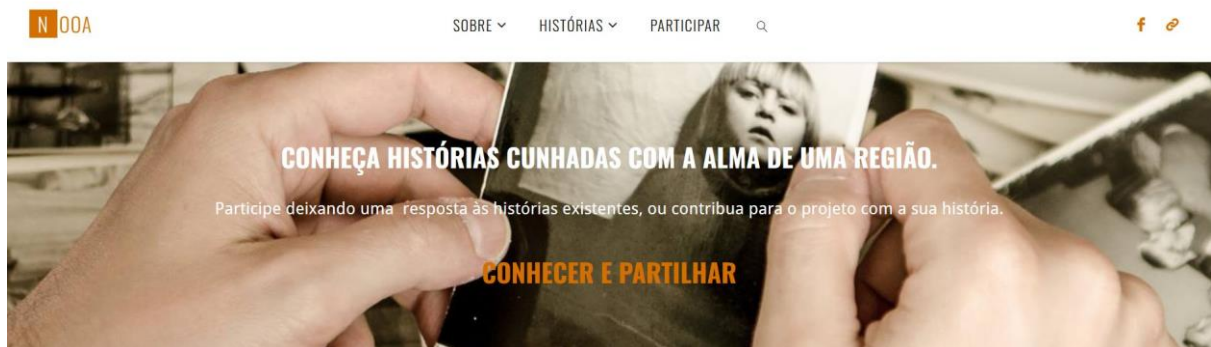 NOOA
SOBRE
HISTÓRIAS
PARTICIPAR
CONHEÇA HISTÓRIAS CUNHADAS COM A ALMA DE UMA REGIÃO.
Participe deixando uma resposta às histórias existentes, ou contribua para o projeto com a sua história.
CONHECER E PARTILHAR